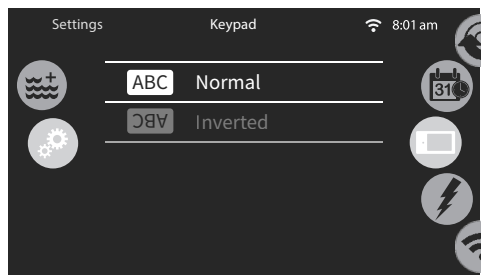 Settings
Keypad
8:01 am
31
ABC
Normal
ABC
Inverted